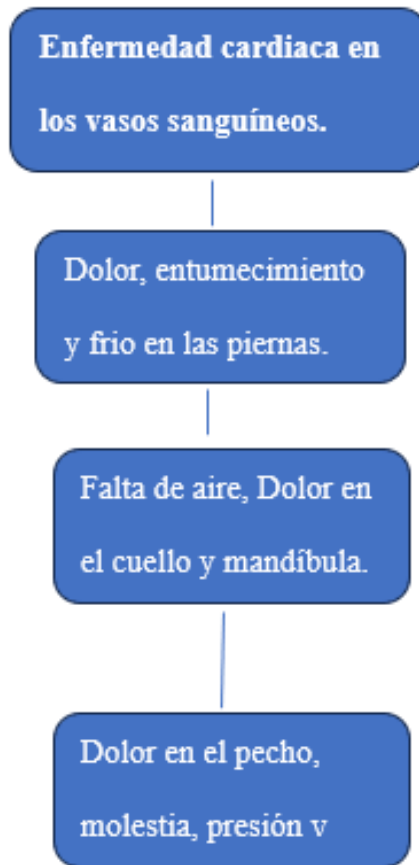 Enfermedad cardiaca en
los vasos sanguíneos.
Dolor, entumecimiento
y frio en las piernas.
Falta de aire, Dolor en
el cuello y mandíbula.
Dolor en el pecho,
molestia, presión